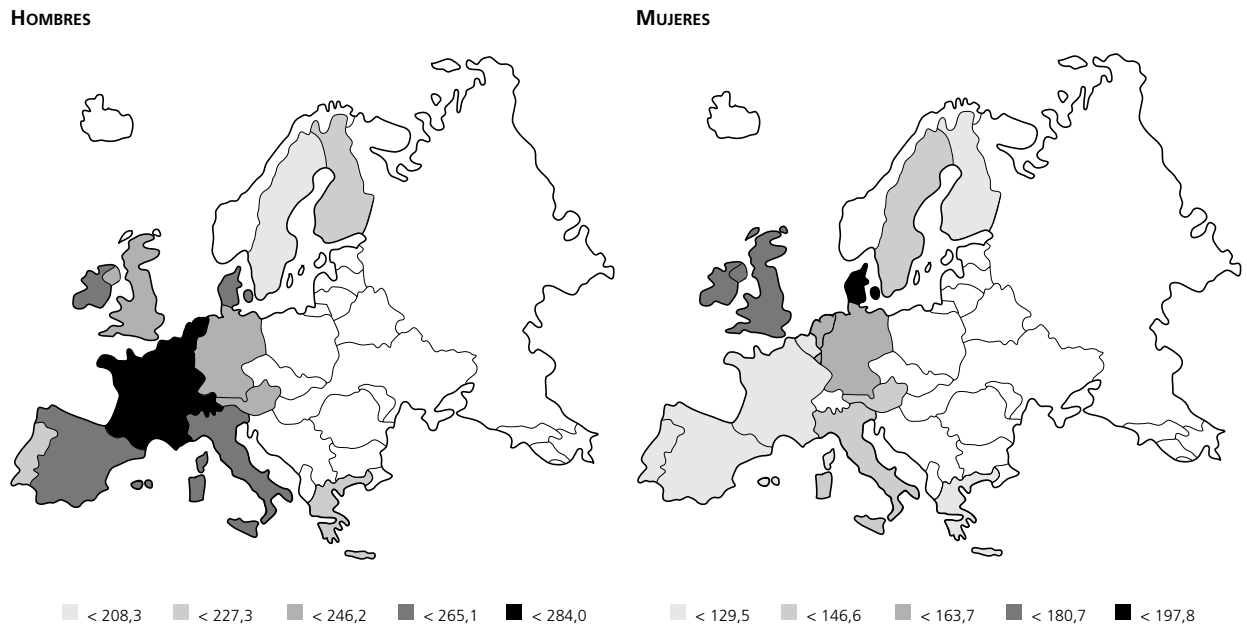 HOMBRES
MUJERES
< 208,3 < 227,3 < 246,2 < 265,1 < 284,0
< 129,5 < 146,6 < 163,7 < 180,7 < 197,8